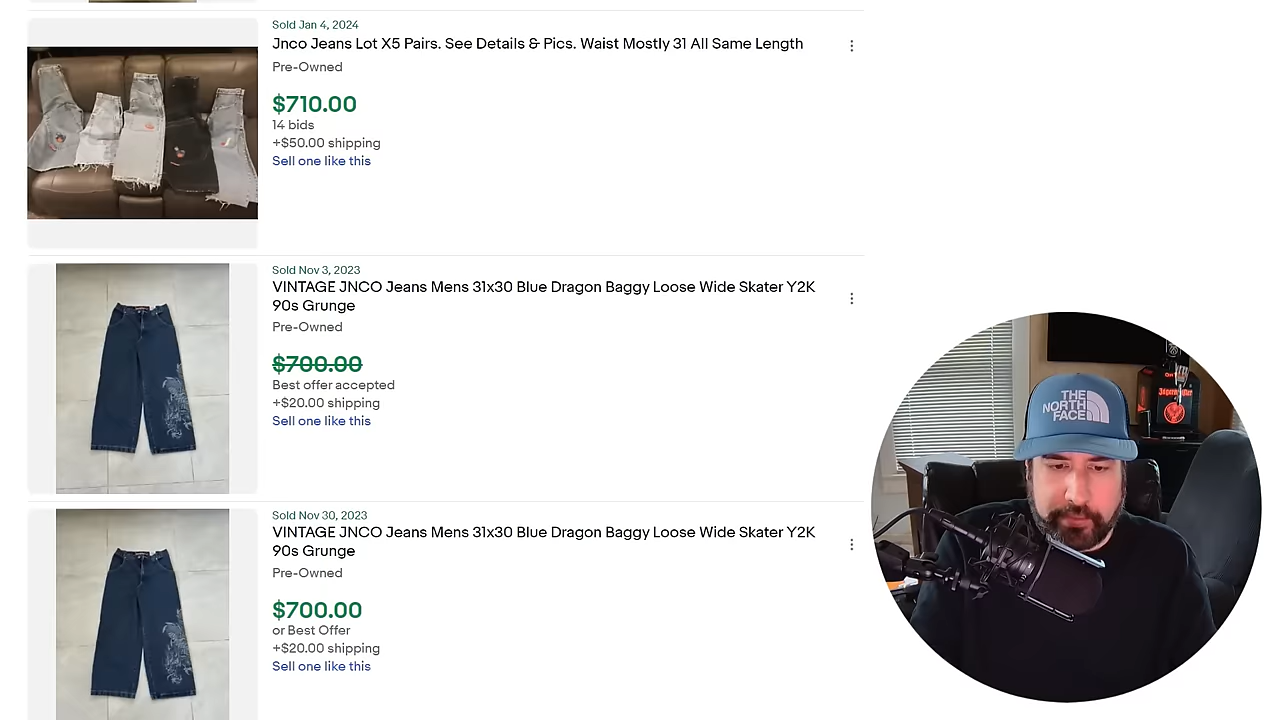 Sold Jan 4, 2024
Jnco Jeans Lot X5 Pairs. See Details & Pics. Waist Mostly 31 All Same Length
Pre-Owned
$710.00
14 bids
+$50.00 shipping
Sell one like this
Sold Nov 3, 2023
VINTAGE JNCO Jeans Mens 31x30 Blue Dragon Baggy Loose Wide Skater Y2K
90s Grunge
Pre-Owned
$700.00
Best offer accepted
+$20.00 shipping
Sell one like this
Sold Nov 30, 2023
VINTAGE JNCO Jeans Mens 31x30 Blue Dragon Baggy Loose Wide Skater Y2K
90s Grunge
Pre-Owned
$700.00
or Best Offer
+$20.00 shipping
Sell one like this
THE
NORTH
FACE
Jägermeister